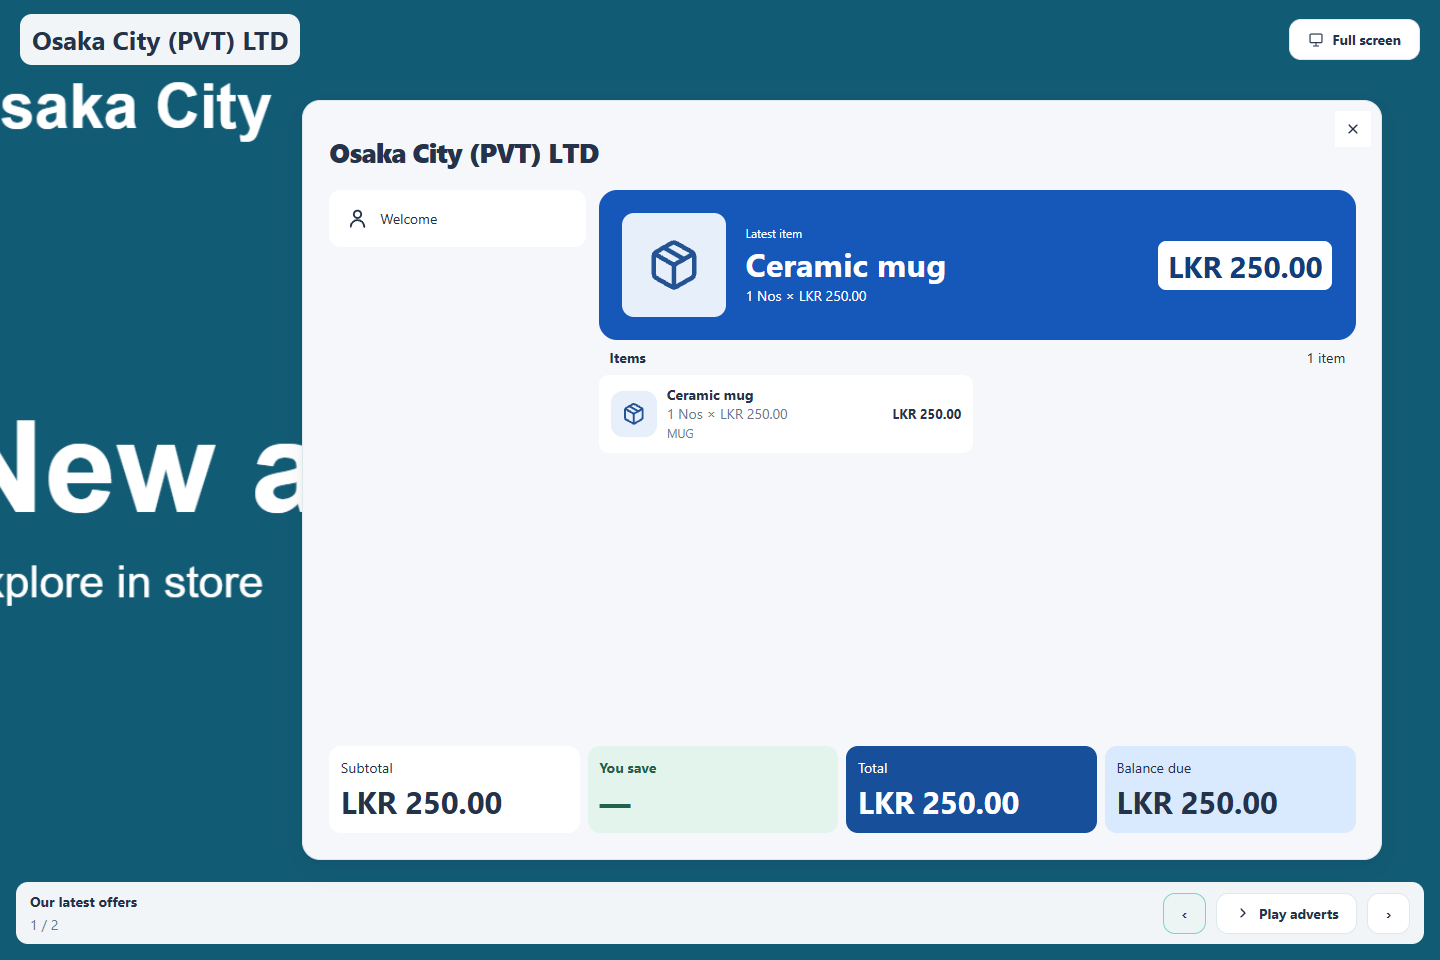 Osaka City (PVT) LTD
Full screen
saka City
Osaka City (PVT) LTD
Welcome
Latest item
Ceramic mug
1 Nos × LKR 250.00
LKR 250.00
Items
1 item
Ceramic mug
1 Nos × LKR 250.00
MUG
LKR 250.00
New a
xplore in store
Subtotal
LKR 250.00
You save
—
Total
LKR 250.00
Balance due
LKR 250.00
Our latest offers
1 / 2
‹
Play adverts
›